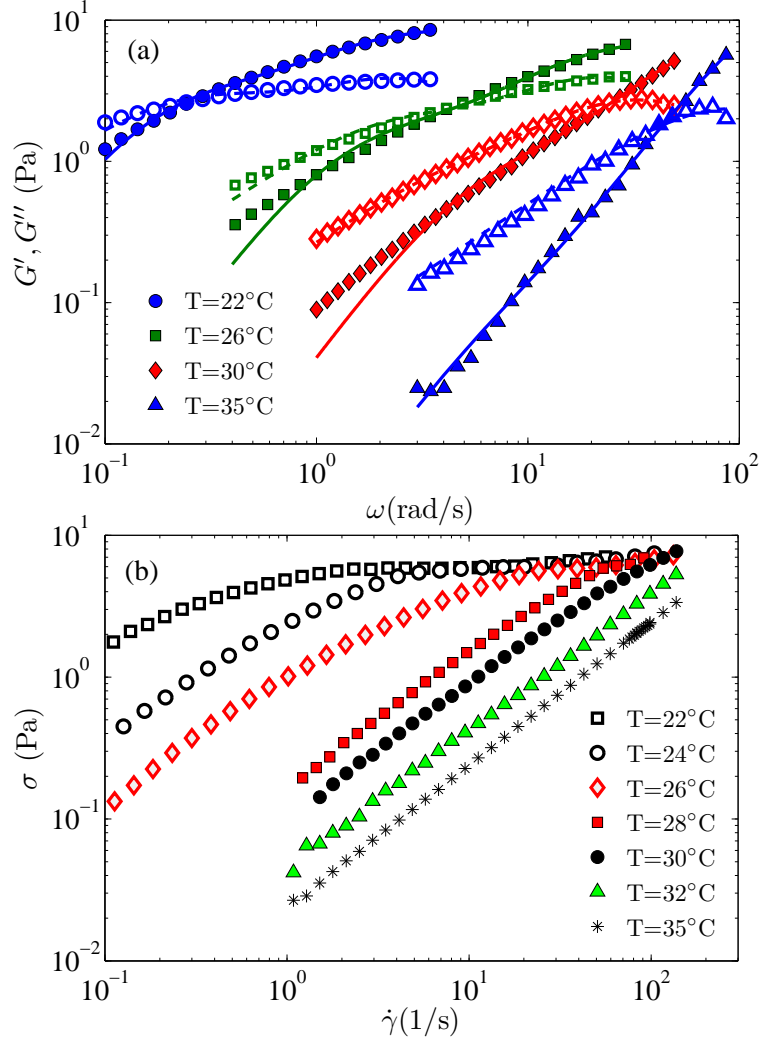 (a)
10^1
10^0
10^-1
10^-2
G′, G″ (Pa)
T=22°C
T=26°C
T=30°C
T=35°C
10^-1 10^0 10^1 10^2
ω(rad/s)
(b)
10^1
10^0
10^-1
10^-2
σ (Pa)
T=22°C
T=24°C
T=26°C
T=28°C
T=30°C
T=32°C
T=35°C
10^-1 10^0 10^1 10^2
γ̇(1/s)